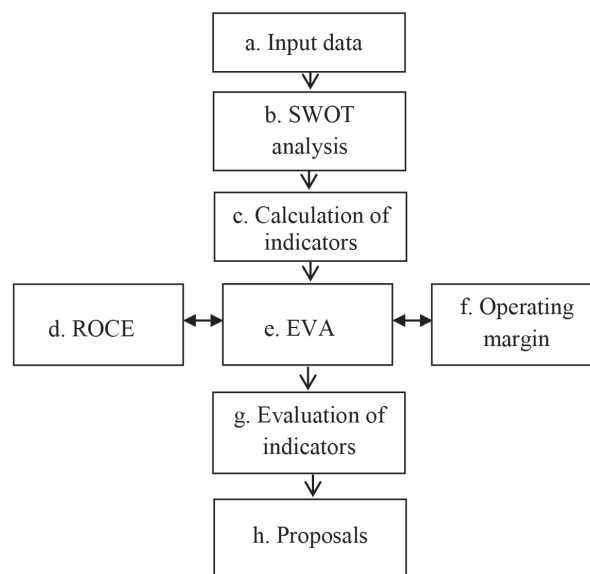 a. Input data
b. SWOT
analysis
c. Calculation of
indicators
d. ROCE
e. EVA
f. Operating
margin
g. Evaluation of
indicators
h. Proposals